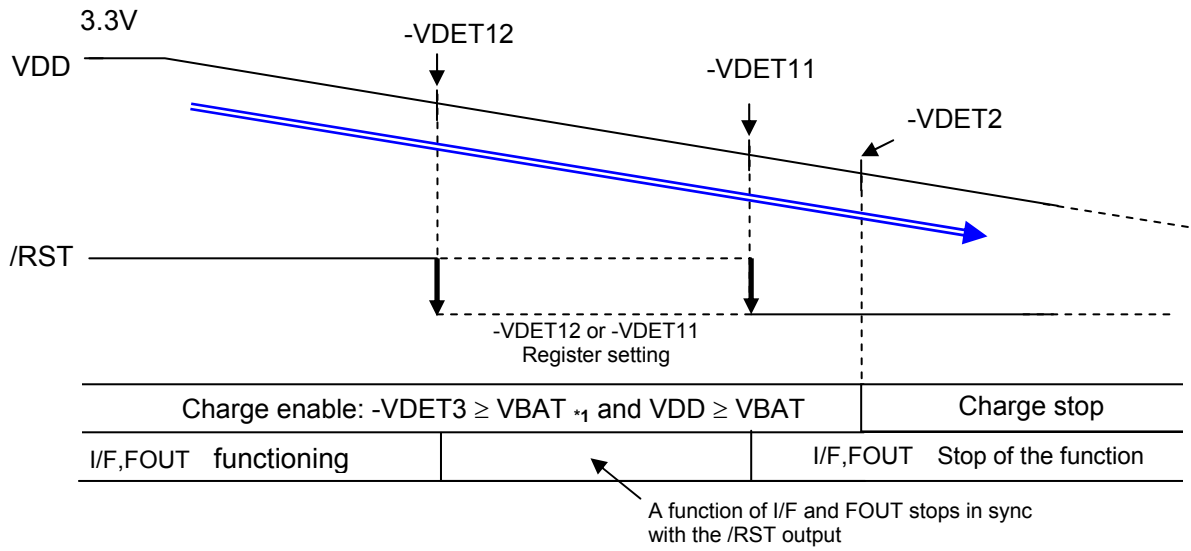 3.3V
-VDET12
VDD
-VDET11
-VDET2
/RST
-VDET12 or -VDET11
Register setting
Charge enable: -VDET3 ≥ VBAT *1 and VDD ≥ VBAT
Charge stop
I/F,FOUT functioning
I/F,FOUT Stop of the function
A function of I/F and FOUT stops in sync
with the /RST output